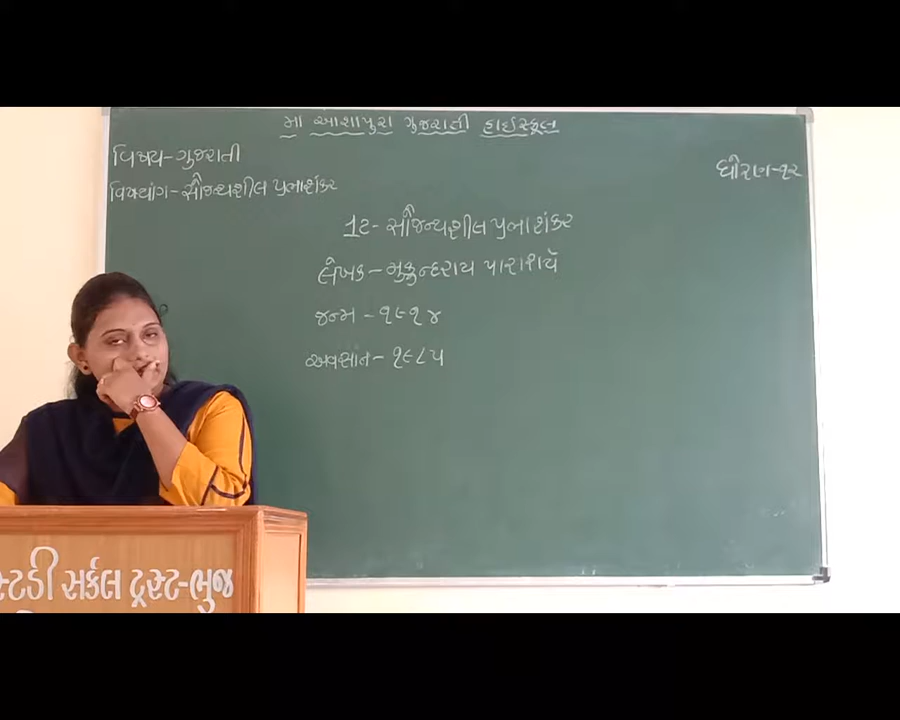 મા આશાપુરા ગુજરાતી હાઈસ્કૂલ
વિષય-ગુજરાતી
ધોરણ-૧૨
વિષયાંગ-સૌજન્યશીલ પ્રભાશંકર
૧૮-સૌજન્યશીલ પ્રભાશંકર
લેખક-મુકુન્દરાય પારાશર્ય
જન્મ - ૧૯૧૪
અવસાન- ૧૯૮૫
સ્ટડી સર્કલ ટ્રસ્ટ-ભુજ